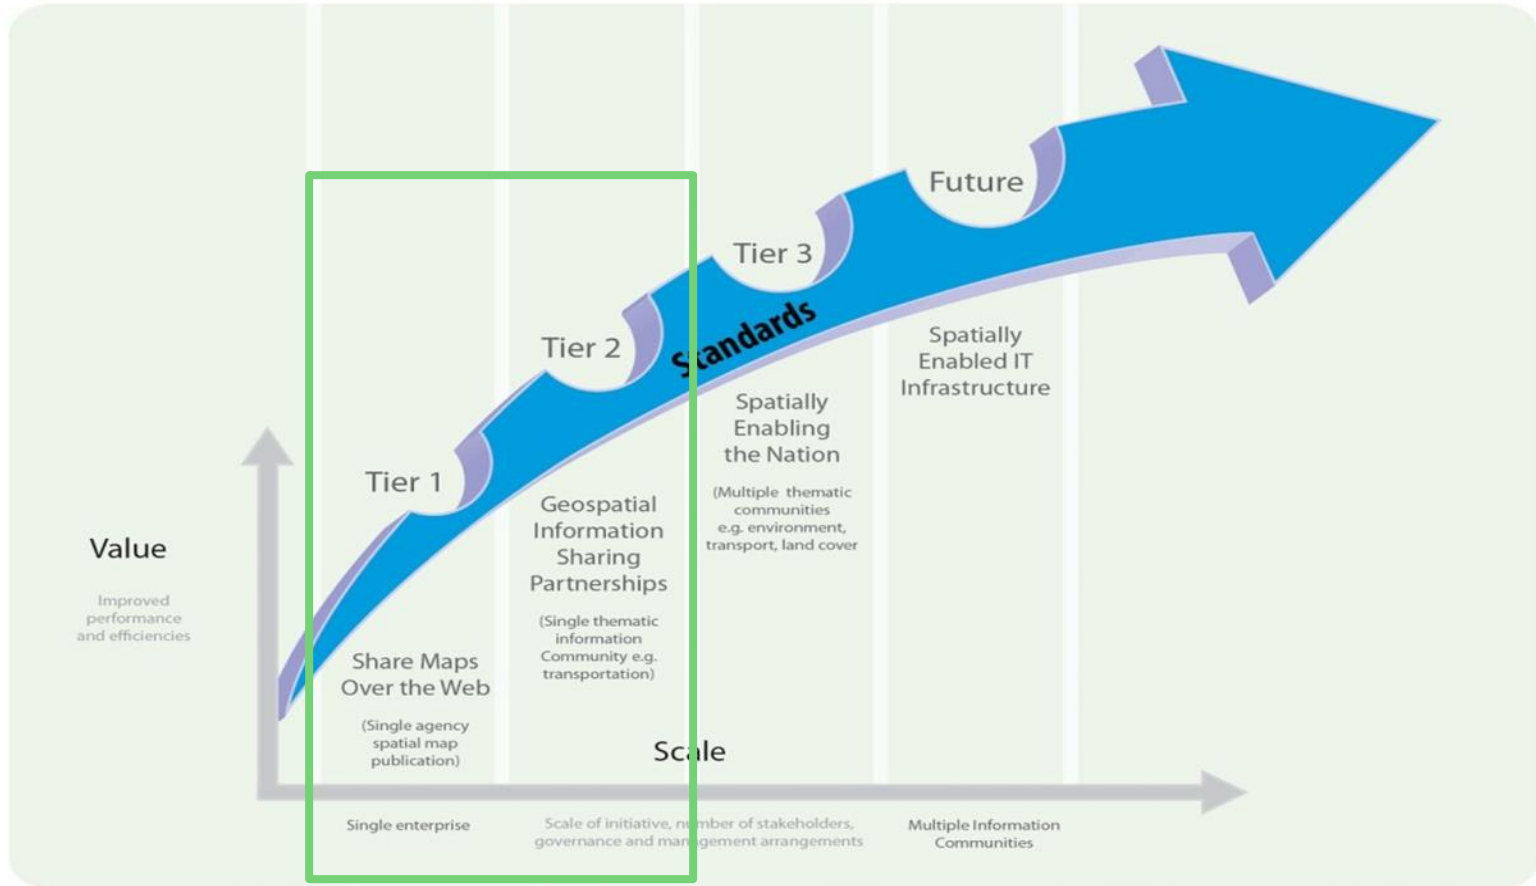 Future
Tier 3
Standards
Tier 2
Tier 1
Spatially
Enabled IT
Infrastructure
Spatially
Enabling
the Nation
(Multiple thematic
communities
e.g. environment,
transport, land cover
Geospatial
Information
Sharing
Partnerships
(Single thematic
information
Community e.g.
transportation)
Share Maps
Over the Web
(Single agency
spatial map
publication)
Value
Improved
performance
and efficiencies
Scale
Single enterprise
Scale of initiative, number of stakeholders,
governance and management arrangements
Multiple Information
Communities